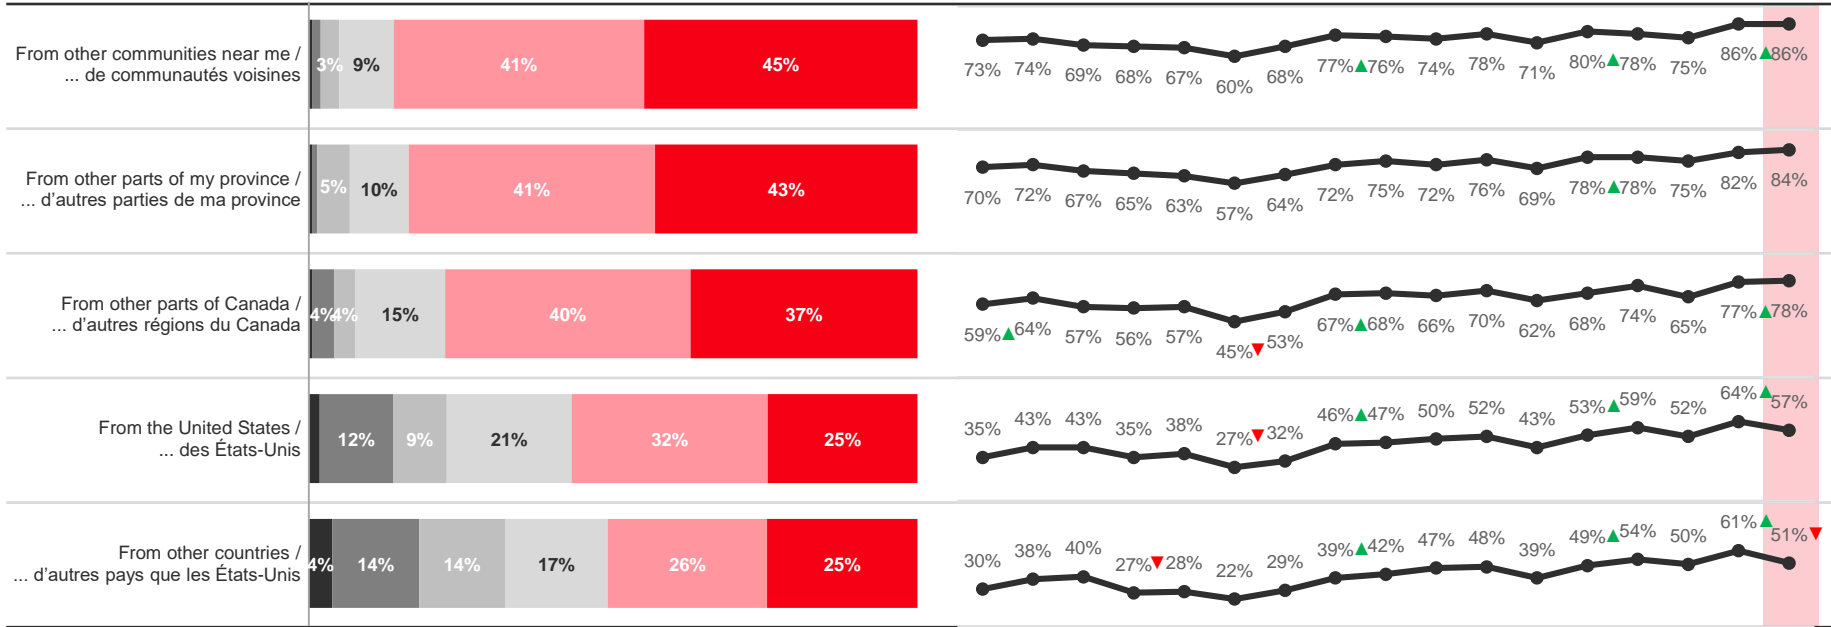 From other communities near me /
... de communautés voisines
3% 9% 41% 45%
73% 74% 69% 68% 67% 60% 68% 77% ▲ 76% 74% 78% 71% 80% ▲ 78% 75% 86% ▲ 86%
From other parts of my province /
... d'autres parties de ma province
5% 10% 41% 43%
70% 72% 67% 65% 63% 57% 64% 72% 75% 72% 76% 69% 78% ▲ 78% 75% 82% 84%
From other parts of Canada /
... d'autres régions du Canada
4% 4% 15% 40% 37%
59% ▲ 64% 57% 56% 57% 45% ▼ 53% 67% ▲ 68% 66% 70% 62% 68% 74% 65% 77% ▲ 78%
From the United States /
... des États-Unis
12% 9% 21% 32% 25%
35% 43% 43% 35% 38% 27% ▼ 32% 46% ▲ 47% 50% 52% 43% 53% ▲ 59% 52% 64% ▲ 57%
From other countries /
... d'autres pays que les États-Unis
4% 14% 14% 17% 26% 25%
30% 38% 40% 27% ▼ 28% 22% 29% 39% ▲ 42% 47% 48% 39% 49% ▲ 54% 50% 61% ▲ 51% ▼